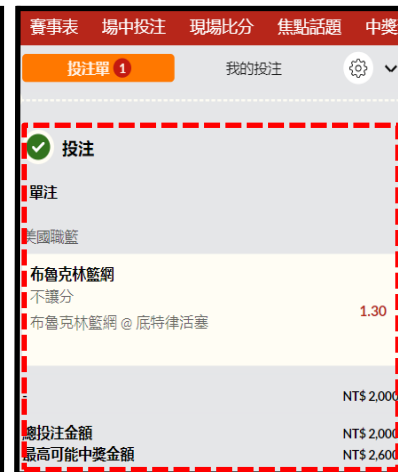 賽事表 場中投注 現場比分 焦點話題 中獎
投注單 1 我的投注
投注
單注
美國職籃
布魯克林籃網
不讓分
1.30
布魯克林籃網 @ 底特律活塞
NT$ 2,000
總投注金額 NT$ 2,000
最高可能中獎金額 NT$ 2,600